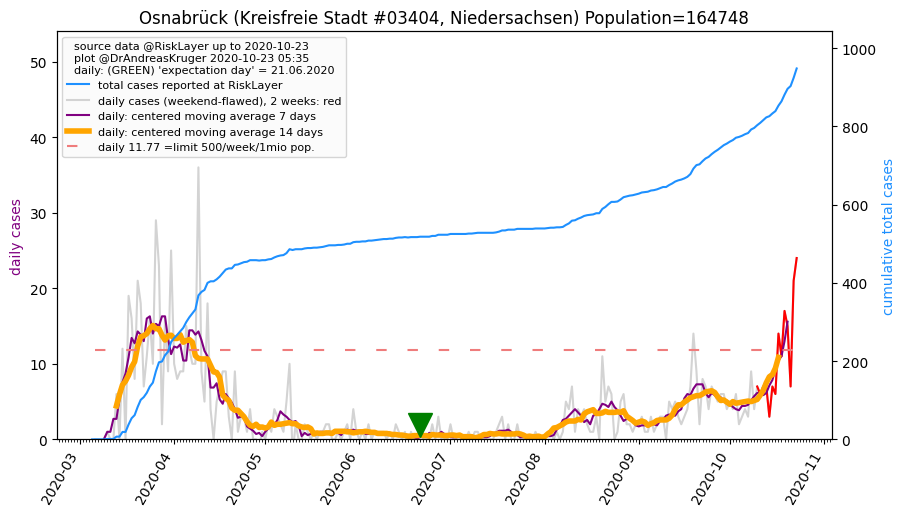 Osnabrück (Kreisfreie Stadt #03404, Niedersachsen) Population=164748
source data @RiskLayer up to 2020-10-23
plot @DrAndreasKruger 2020-10-23 05:35
daily: (GREEN) 'expectation day' = 21.06.2020
total cases reported at RiskLayer
daily cases (weekend-flawed), 2 weeks: red
daily: centered moving average 7 days
daily: centered moving average 14 days
daily 11.77 =limit 500/week/1mio pop.
daily cases
50
40
30
20
10
0
cumulative total cases
1000
800
600
400
200
0
2020-03
2020-04
2020-05
2020-06
2020-07
2020-08
2020-09
2020-10
2020-11